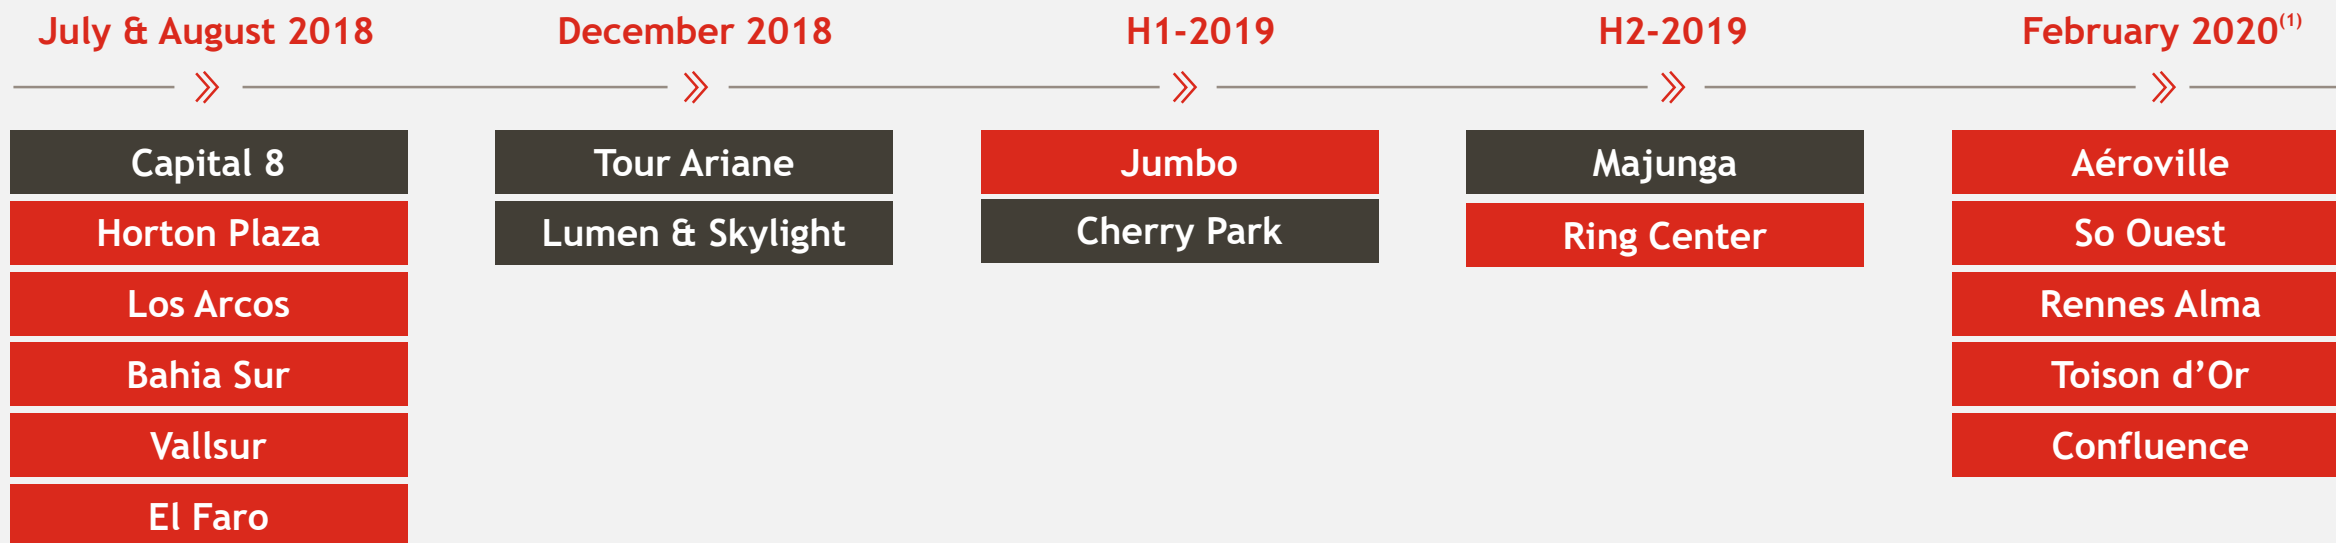 July & August 2018
December 2018
H1-2019
H2-2019
February 2020(1)
Capital 8
Horton Plaza
Los Arcos
Bahia Sur
Vallsur
El Faro
Tour Ariane
Lumen & Skylight
Jumbo
Cherry Park
Majunga
Ring Center
Aéroville
So Ouest
Rennes Alma
Toison d’Or
Confluence